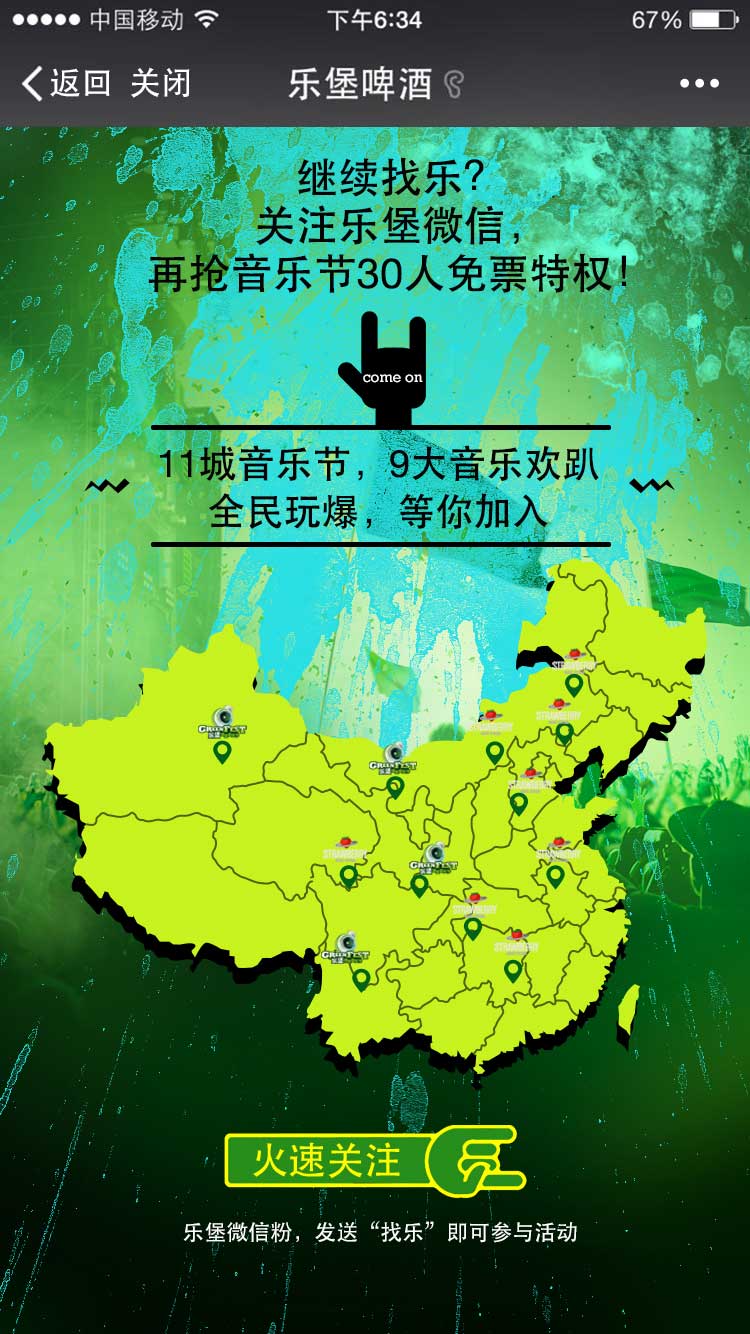 中国移动
下午6:34
67%
返回 关闭
乐堡啤酒
继续找乐?
关注乐堡微信,
再抢音乐节30人免票特权!
come on
11城音乐节, 9大音乐欢趴
全民玩爆, 等你加入
STRAWBERRY
STRAWBERRY
STRAWBERRY
GREENFEST
GREENFEST
STRAWBERRY
STRAWBERRY
STRAWBERRY
GREENFEST
STRAWBERRY
STRAWBERRY
GREENFEST
火速关注
乐堡微信粉, 发送“找乐”即可参与活动